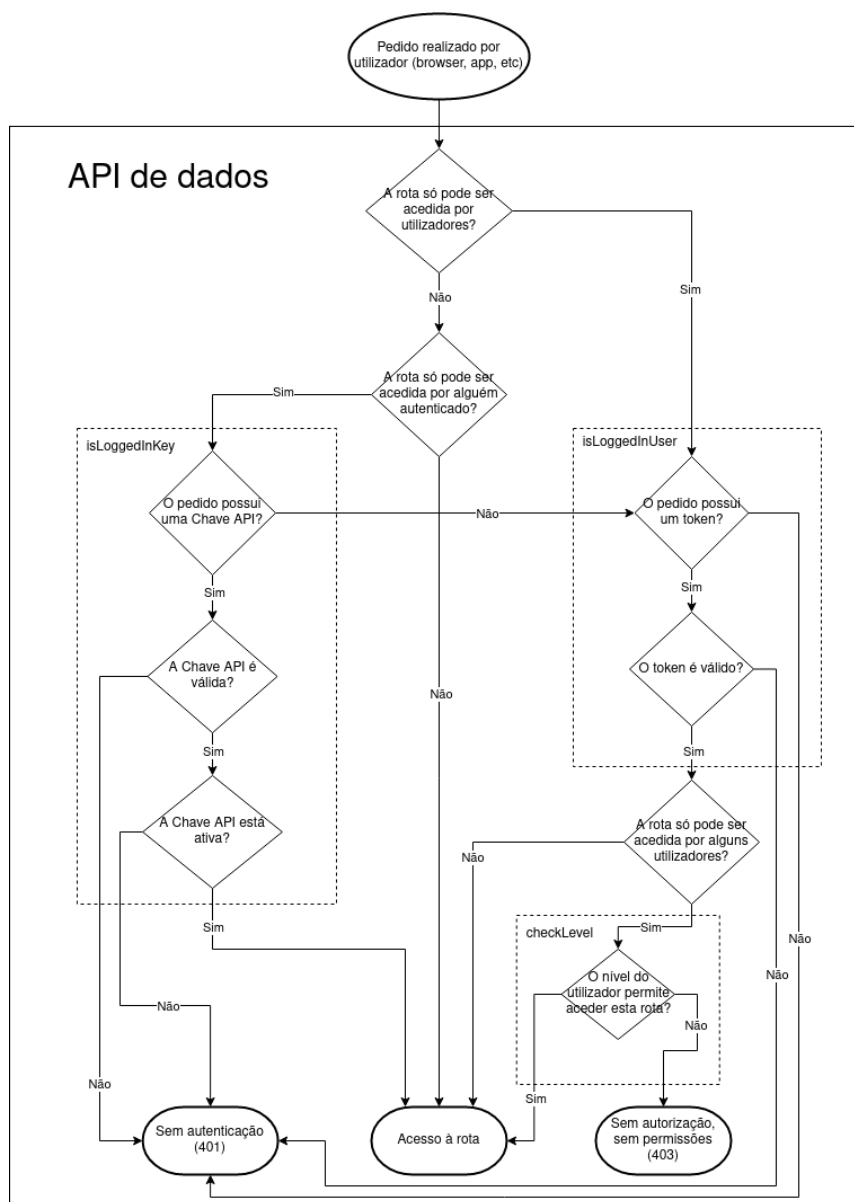 Pedido realizado por
utilizador (browser, app, etc)
API de dados
A rota só pode ser
acedida por
utilizadores?
Sim
Não
A rota só pode ser
acedida por alguém
autenticado?
Sim
isLoggedInKey
isLoggedInUser
O pedido possui
uma Chave API?
Não
O pedido possui
um token?
Sim
Sim
A Chave API é
válida?
O token é válido?
Não
Sim
Sim
A Chave API está
ativa?
A rota só pode ser
acedida por alguns
utilizadores?
Não
Sim
Sim
checkLevel
Não
Não
O nível do
utilizador permite
aceder esta rota?
Não
Não
Não
Sim
Sem autenticação
(401)
Acesso à rota
Sem autorização,
sem permissões
(403)